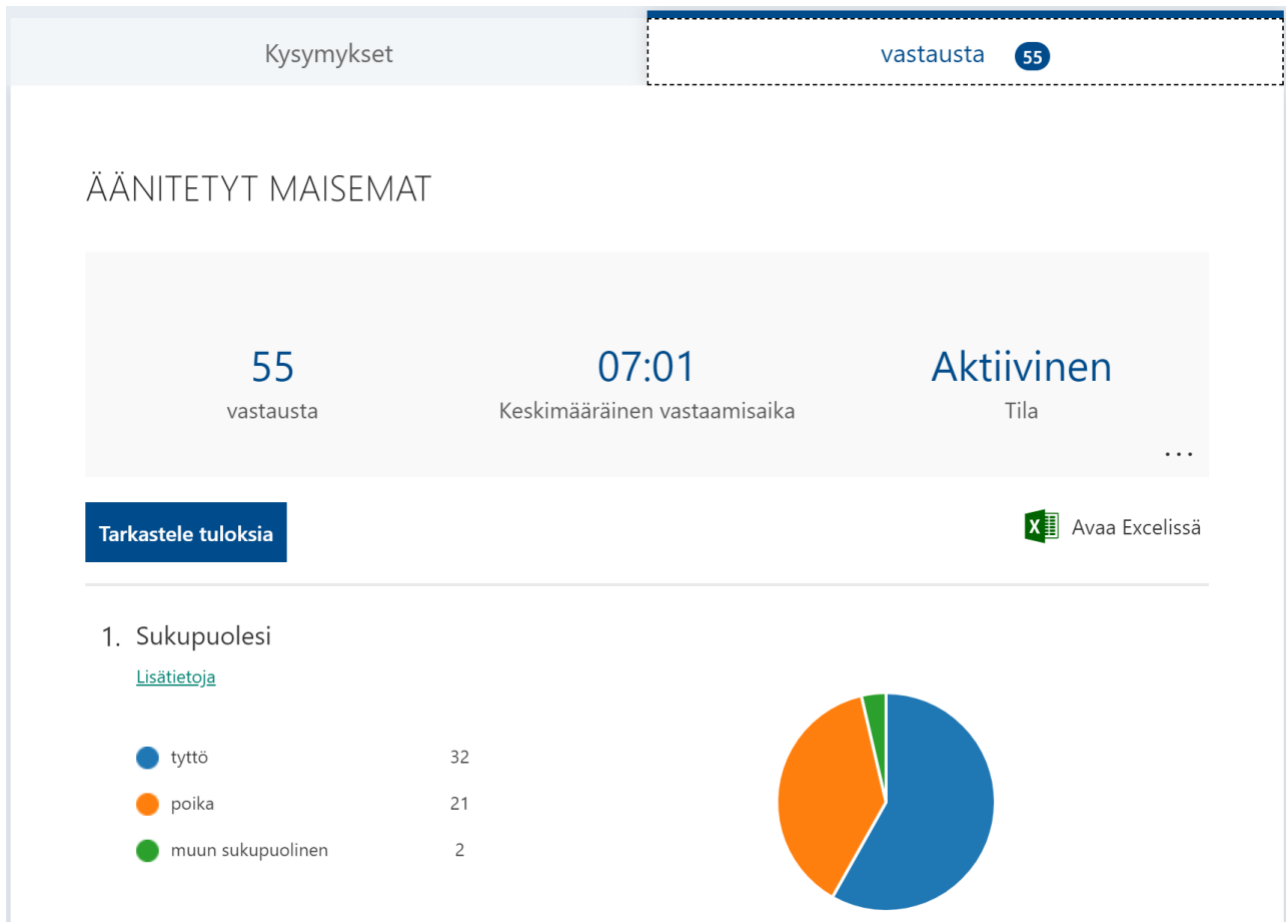 Kysymykset
vastausta 55
ÄÄNITETYT MAISEMAT
55 07:01 Aktiivinen
vastausta Keskimääräinen vastaamisaika Tila
...
Tarkastele tuloksia
Avaa Excelissä
1. Sukupuolesi
Lisätietoja
tyttö 32
poika 21
muun sukupuolinen 2